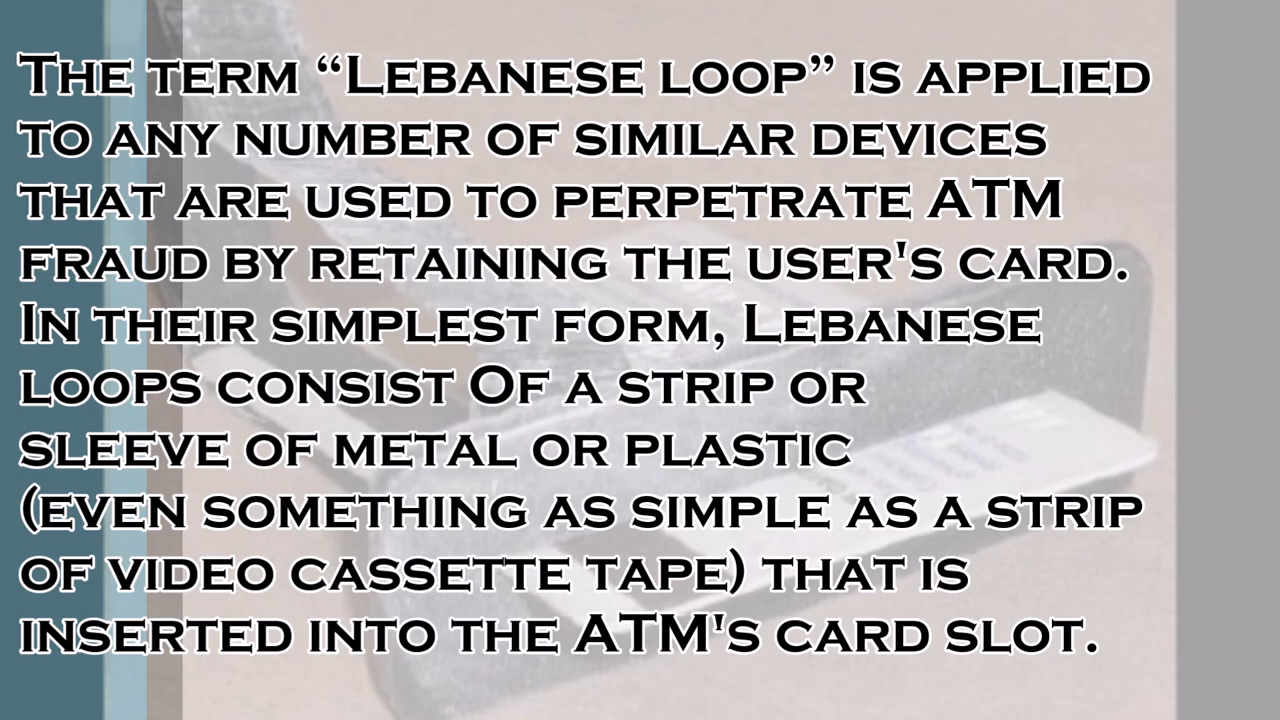 The term “Lebanese loop” is applied
to any number of similar devices
that are used to perpetrate ATM
fraud by retaining the user's card.
In their simplest form, Lebanese
loops consist Of a strip or
sleeve of metal or plastic
(even something as simple as a strip
of video cassette tape) that is
inserted into the ATM's card slot.